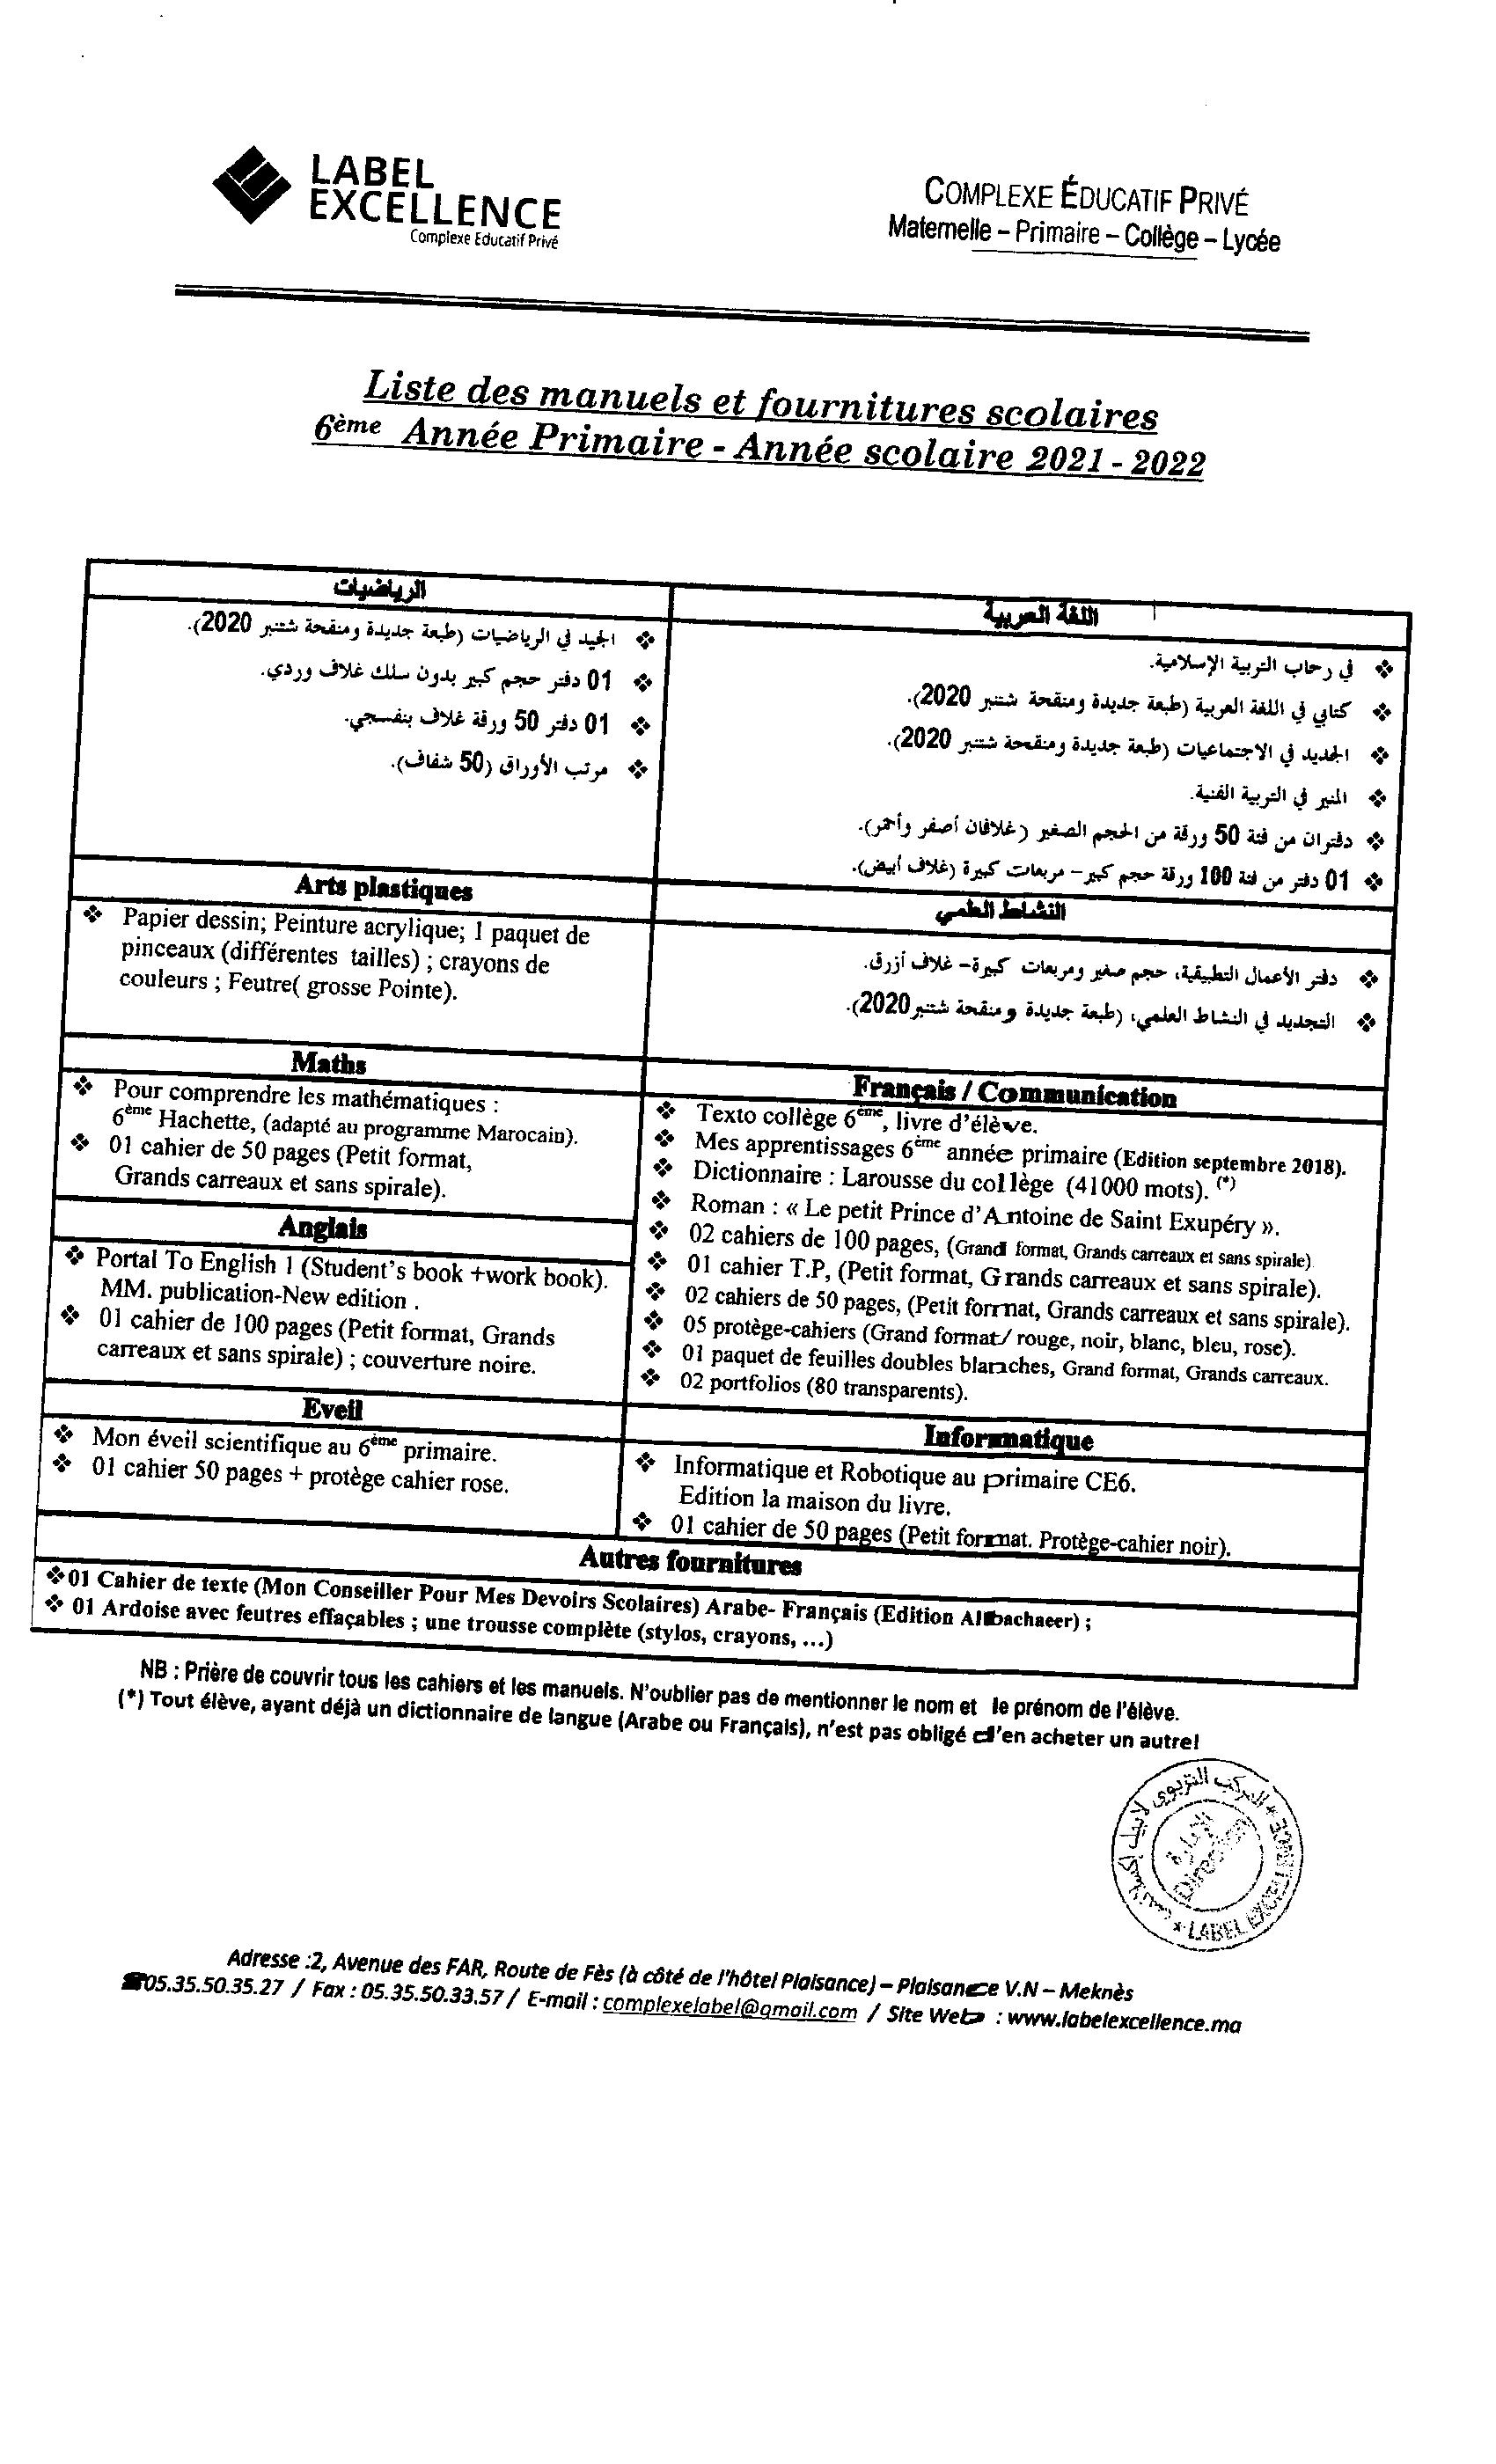 LABEL
EXCELLENCE
Complexe Educatif Privé
COMPLEXE ÉDUCATIF PRIVÉ
Maternelle – Primaire – Collège – Lycée
Liste des manuels et fournitures scolaires
6ème Année Primaire - Année scolaire 2021 - 2022
الرياضيات
❖ الجيد في الرياضيات (طبعة جديدة ومنقحة شتنبر 2020).
❖ 01 دفتر حجم كبير بدون سلك غلاف وردي.
❖ 01 دفتر 50 ورقة غلاف بنفسجي.
❖ مرتب الأوراق (50 شفاف).
اللغة العربية
❖ في رحاب التربية الإسلامية.
❖ كتابي في اللغة العربية (طبعة جديدة ومنقحة شتنبر 2020).
❖ الجديد في الاجتماعيات (طبعة جديدة ومنقحة شتنبر 2020).
❖ المنير في التربية الفنية.
❖ دفتران من فئة 50 ورقة من الحجم الصغير (غلافان أصفر وأحمر).
❖ 01 دفتر من فئة 100 ورقة حجم كبير– مربعات كبيرة (غلاف أبيض).
Arts plastiques
❖ Papier dessin; Peinture acrylique; 1 paquet de
pinceaux (différentes tailles) ; crayons de
couleurs ; Feutre( grosse Pointe).
النشاط العلمي
❖ دفتر الأعمال التطبيقية، حجم صغير ومربعات كبيرة– غلاف أزرق.
❖ التجديد في النشاط العلمي، (طبعة جديدة ومنقحة شتنبر2020).
Maths
❖ Pour comprendre les mathématiques :
6ème Hachette, (adapté au programme Marocain).
❖ 01 cahier de 50 pages (Petit format,
Grands carreaux et sans spirale).
Anglais
❖ Portal To English 1 (Student's book +work book).
MM. publication-New edition .
❖ 01 cahier de 100 pages (Petit format, Grands
carreaux et sans spirale) ; couverture noire.
Français / Communication
❖ Texto collège 6ème, livre d'élève.
❖ Mes apprentissages 6ème année primaire (Edition septembre 2018).
❖ Dictionnaire : Larousse du collège (41000 mots). (*)
❖ Roman : « Le petit Prince d'Antoine de Saint Exupéry ».
❖ 02 cahiers de 100 pages, (Grand format, Grands carreaux et sans spirale)
❖ 01 cahier T.P, (Petit format, Grands carreaux et sans spirale).
❖ 02 cahiers de 50 pages, (Petit format, Grands carreaux et sans spirale).
❖ 05 protège-cahiers (Grand format/ rouge, noir, blanc, bleu, rose).
❖ 01 paquet de feuilles doubles blanches, Grand format, Grands carreaux.
❖ 02 portfolios (80 transparents).
Eveil
❖ Mon éveil scientifique au 6ème primaire.
❖ 01 cahier 50 pages + protège cahier rose.
Informatique
❖ Informatique et Robotique au primaire CE6.
Edition la maison du livre.
❖ 01 cahier de 50 pages (Petit format. Protège-cahier noir).
Autres fournitures
❖01 Cahier de texte (Mon Conseiller Pour Mes Devoirs Scolaires) Arabe- Français (Edition Albachaeer) ;
❖ 01 Ardoise avec feutres effaçables ; une trousse complète (stylos, crayons, ...)
NB : Prière de couvrir tous les cahiers et les manuels. N'oublier pas de mentionner le nom et le prénom de l'élève.
(*) Tout élève, ayant déjà un dictionnaire de langue (Arabe ou Français), n'est pas obligé d'en acheter un autre!
المركب التربوي لابيل إكسلانس
* LABEL EXCELLENCE *
الإدارة
Direction
Adresse :2, Avenue des FAR, Route de Fès (à côté de l'hôtel Plaisance) – Plaisance V.N – Meknès
☎05.35.50.35.27 / Fax : 05.35.50.33.57 / E-mail : complexelabel@gmail.com / Site Web : www.labelexcellence.ma